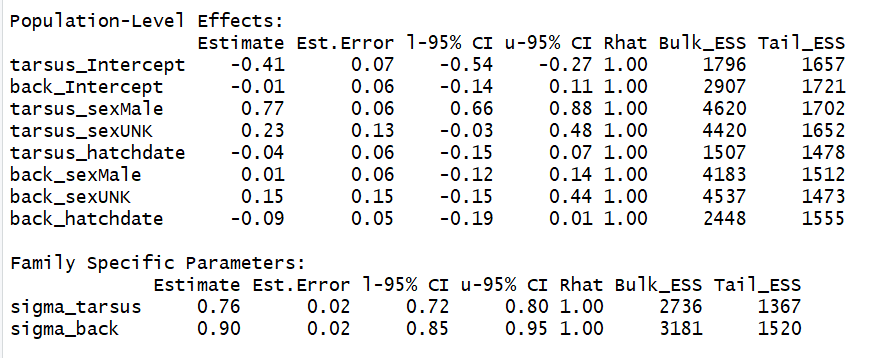 Population-Level Effects:
Estimate Est.Error l-95% CI u-95% CI Rhat Bulk_ESS Tail_ESS
tarsus_Intercept -0.41 0.07 -0.54 -0.27 1.00 1796 1657
back_Intercept -0.01 0.06 -0.14 0.11 1.00 2907 1721
tarsus_sexMale 0.77 0.06 0.66 0.88 1.00 4620 1702
tarsus_sexUNK 0.23 0.13 -0.03 0.48 1.00 4420 1652
tarsus_hatchdate -0.04 0.06 -0.15 0.07 1.00 1507 1478
back_sexMale 0.01 0.06 -0.12 0.14 1.00 4183 1512
back_sexUNK 0.15 0.15 -0.15 0.44 1.00 4537 1473
back_hatchdate -0.09 0.05 -0.19 0.01 1.00 2448 1555
Family Specific Parameters:
Estimate Est.Error l-95% CI u-95% CI Rhat Bulk_ESS Tail_ESS
sigma_tarsus 0.76 0.02 0.72 0.80 1.00 2736 1367
sigma_back 0.90 0.02 0.85 0.95 1.00 3181 1520